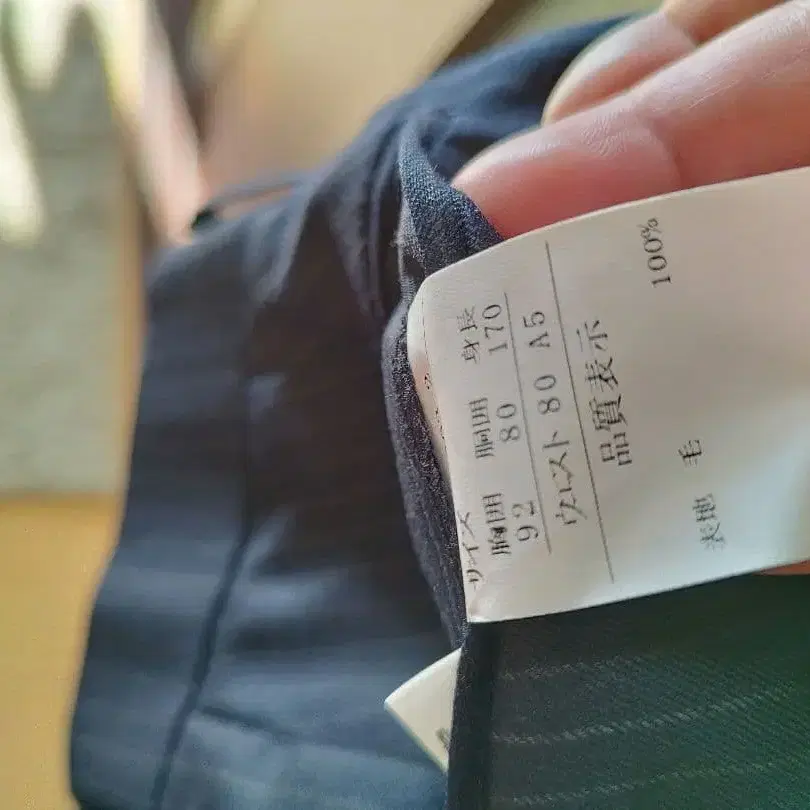 サイズ
胸囲 胴囲 身長
92 80 170
ウエスト 80 A5
品質表示
表地 毛 100%